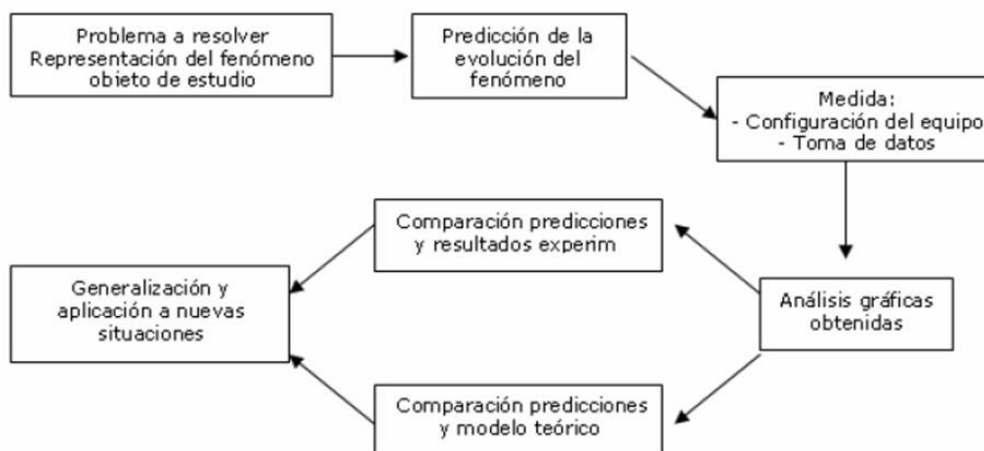 Problema a resolver
Representación del fenómeno
objeto de estudio
Predicción de la
evolución del
fenómeno
Medida:
- Configuración del equipo
- Toma de datos
Comparación predicciones
y resultados experim
Generalización y
aplicación a nuevas
situaciones
Análisis gráficas
obtenidas
Comparación predicciones
y modelo teórico